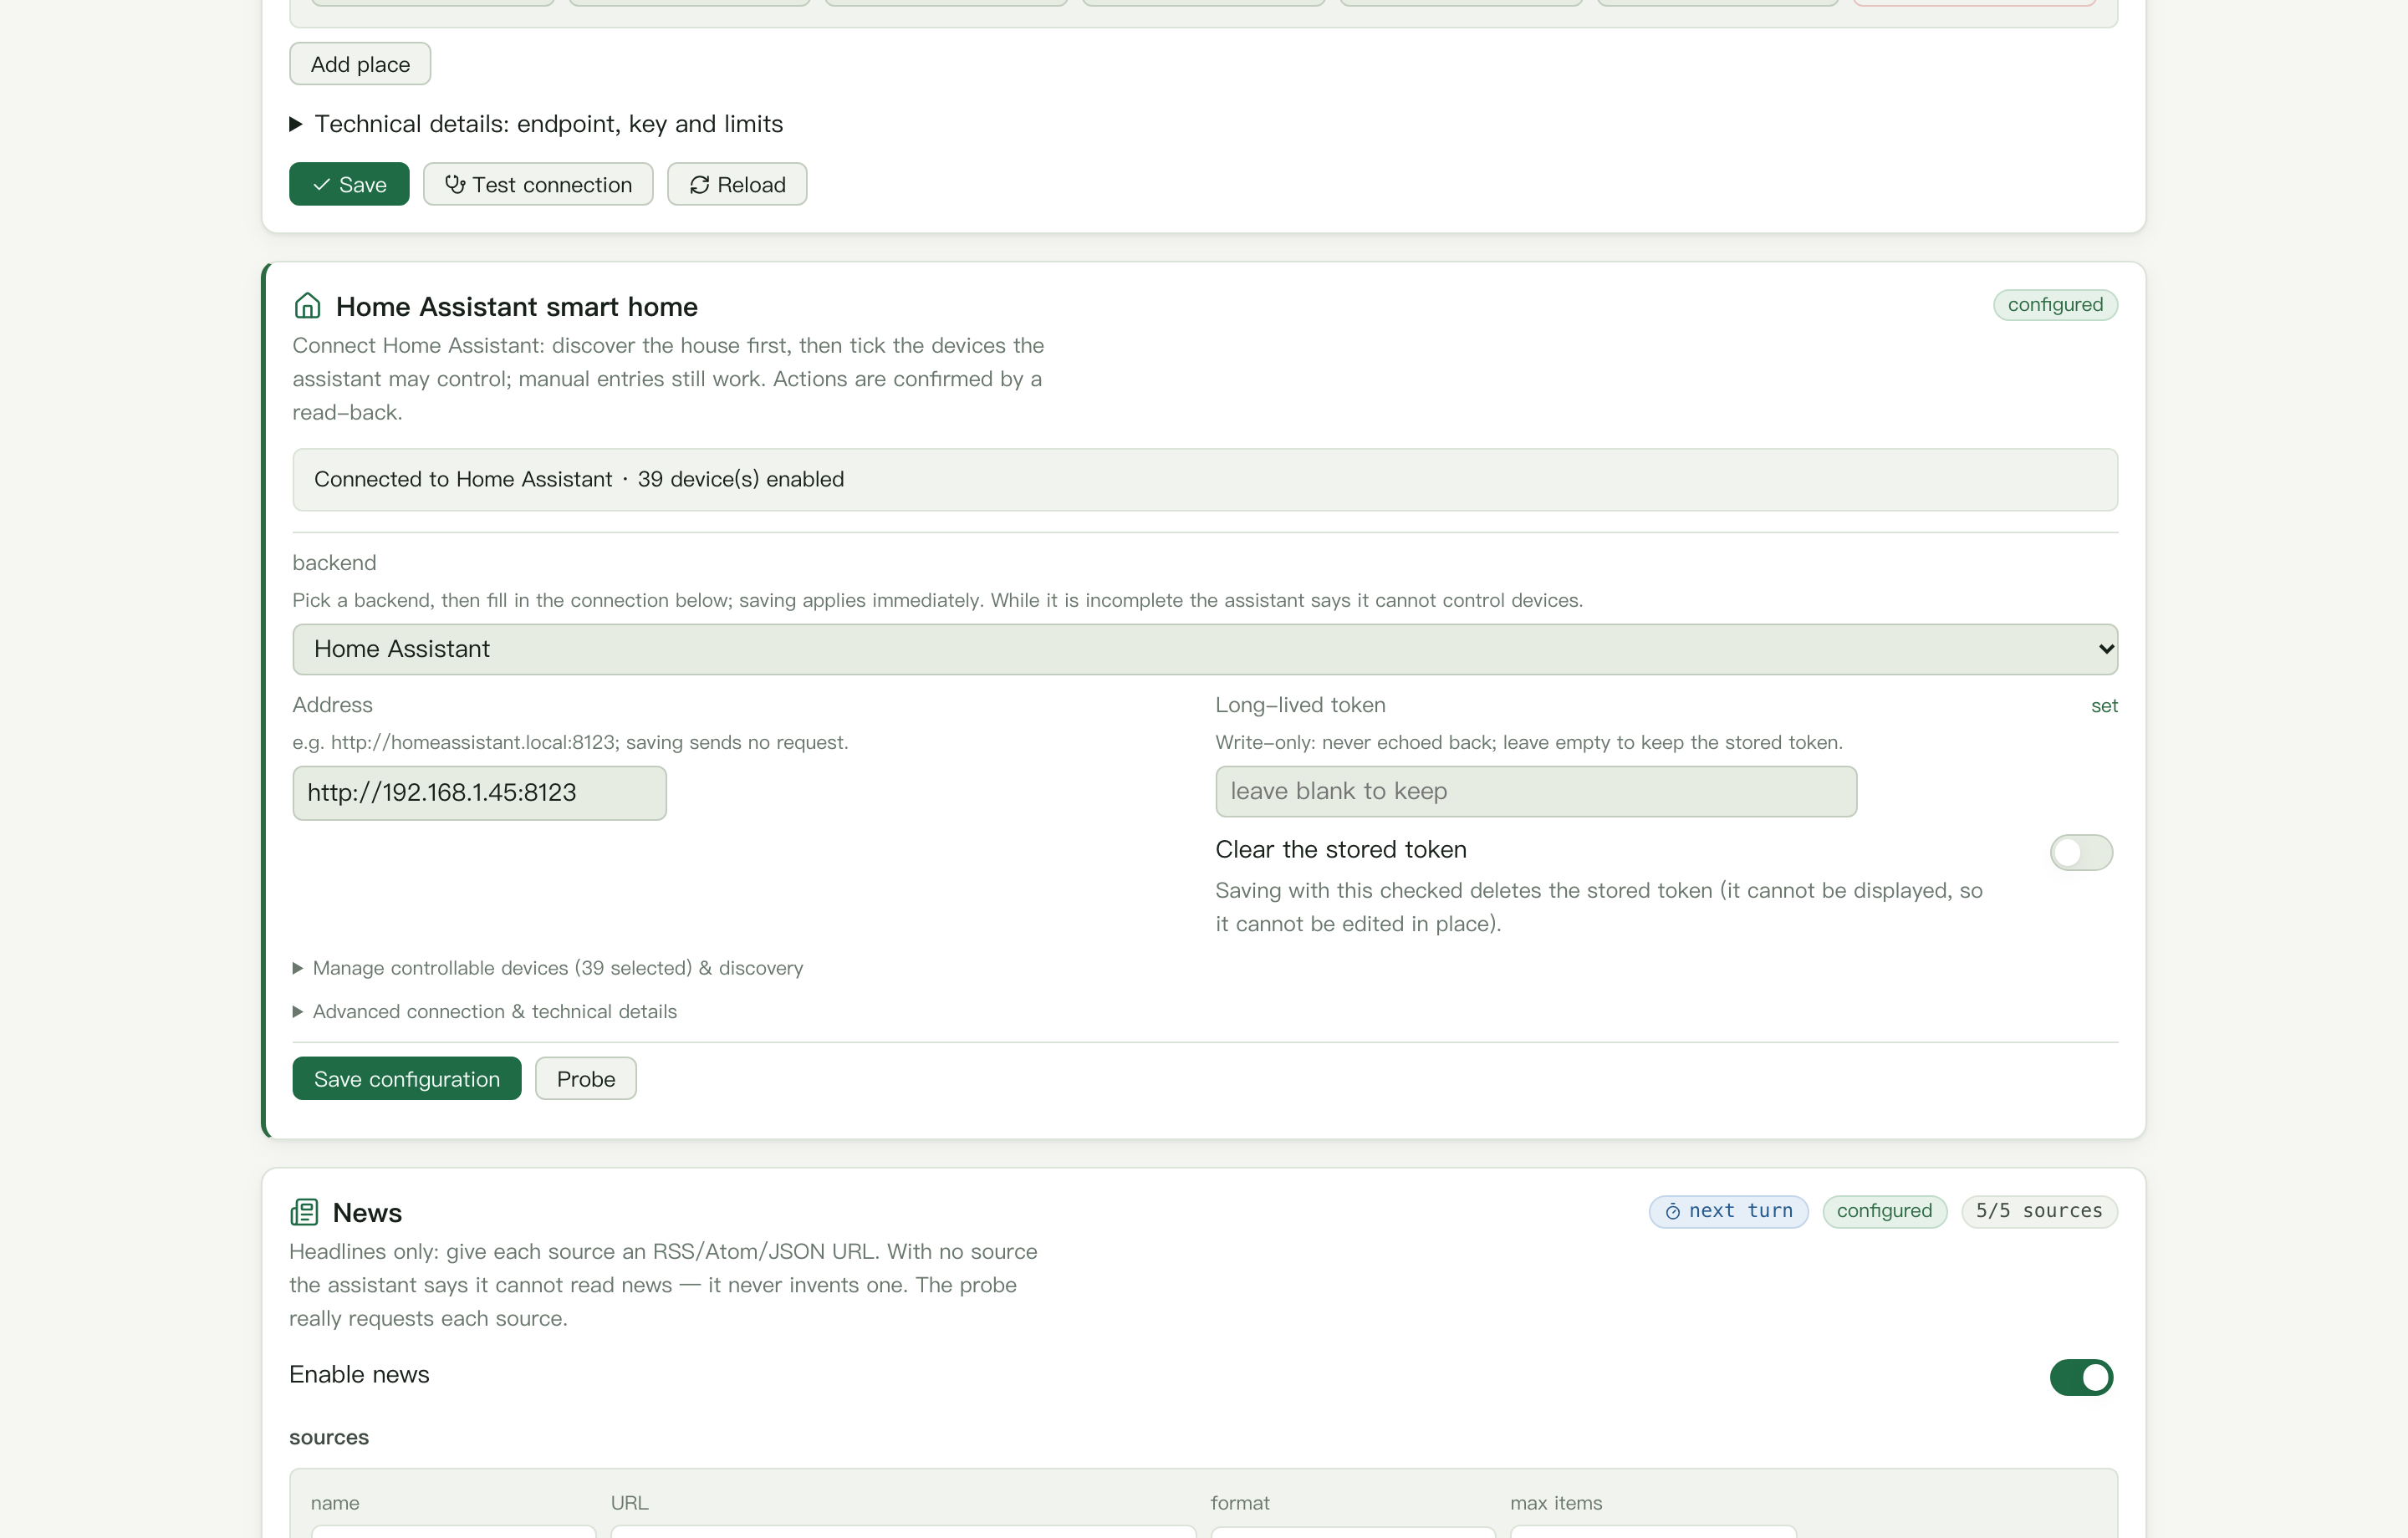 Add place
Technical details: endpoint, key and limits
Save
Test connection
Reload
Home Assistant smart home
configured
Connect Home Assistant: discover the house first, then tick the devices the
assistant may control; manual entries still work. Actions are confirmed by a
read-back.
Connected to Home Assistant · 39 device(s) enabled
backend
Pick a backend, then fill in the connection below; saving applies immediately. While it is incomplete the assistant says it cannot control devices.
Home Assistant
Address
e.g. http://homeassistant.local:8123; saving sends no request.
http://192.168.1.45:8123
Long-lived token
set
Write-only: never echoed back; leave empty to keep the stored token.
leave blank to keep
Clear the stored token
Saving with this checked deletes the stored token (it cannot be displayed, so
it cannot be edited in place).
Manage controllable devices (39 selected) & discovery
Advanced connection & technical details
Save configuration
Probe
News
next turn
configured
5/5 sources
Headlines only: give each source an RSS/Atom/JSON URL. With no source
the assistant says it cannot read news — it never invents one. The probe
really requests each source.
Enable news
sources
name
URL
format
max items